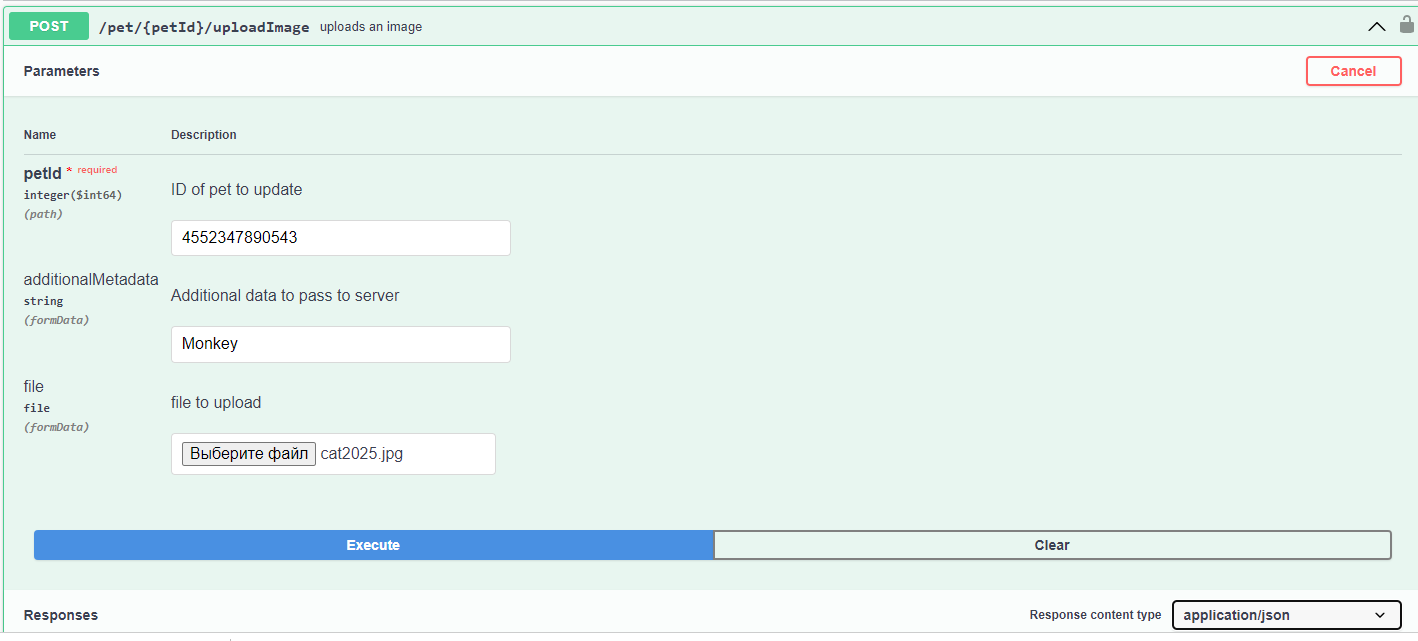 POST /pet/{petId}/uploadImage uploads an image
Parameters
Cancel
Name Description
petId * required
integer($int64)
(path)
ID of pet to update
4552347890543
additionalMetadata
string
(formData)
Additional data to pass to server
Monkey
file
file
(formData)
file to upload
Выберите файл cat2025.jpg
Execute
Clear
Responses
Response content type
application/json